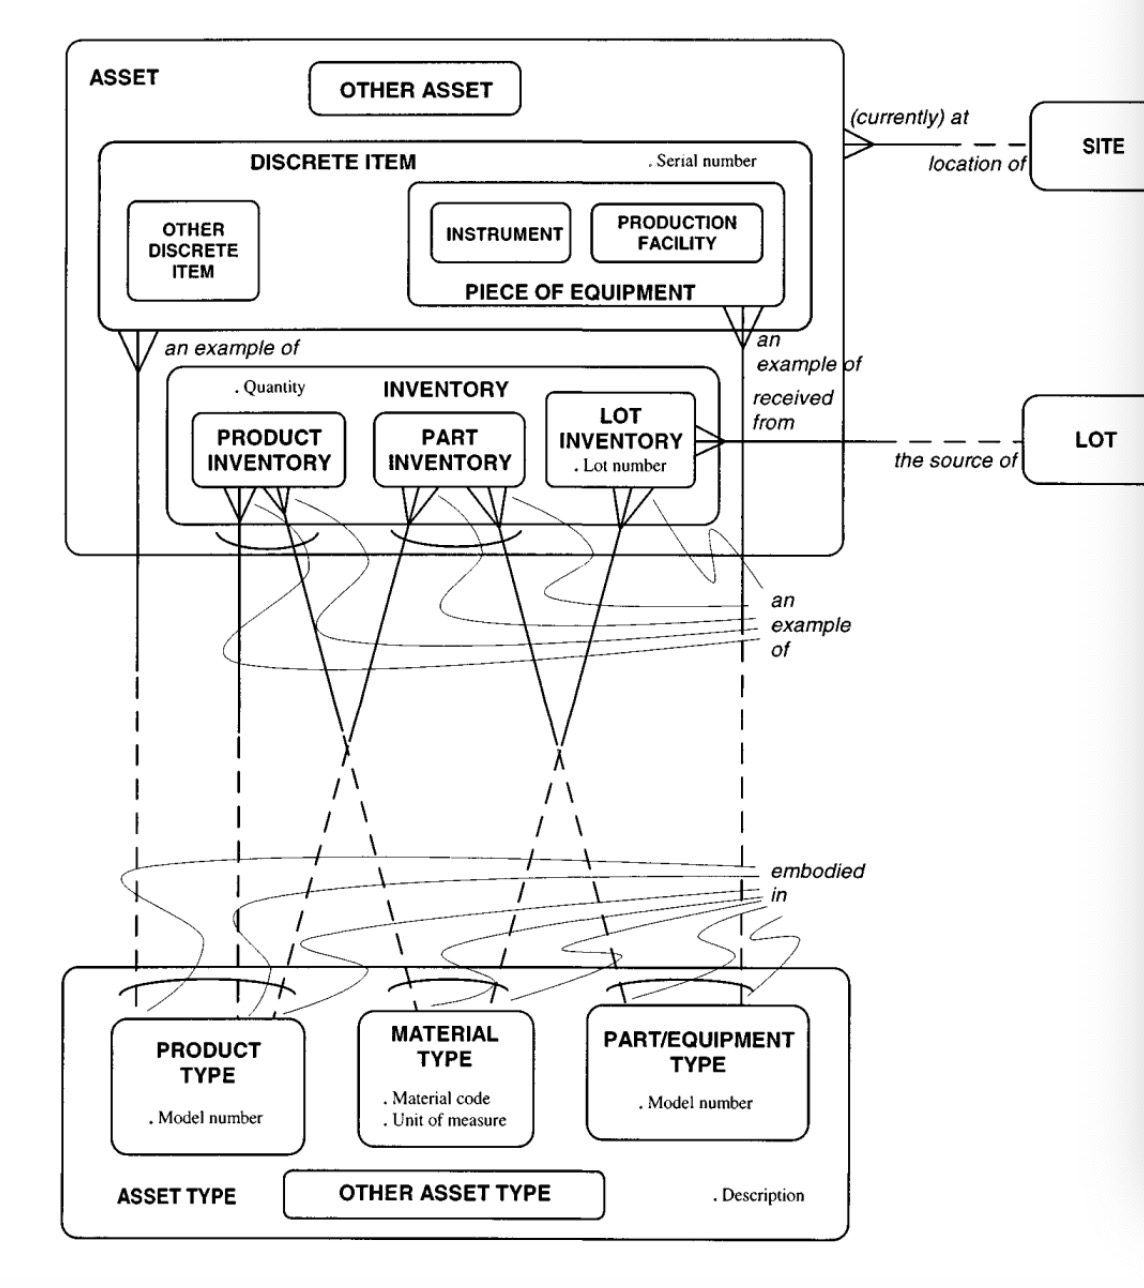 ASSET
OTHER ASSET
(currently) at
SITE
location of
DISCRETE ITEM
. Serial number
OTHER
DISCRETE
ITEM
INSTRUMENT
PRODUCTION
FACILITY
PIECE OF EQUIPMENT
an example of
an
example of
. Quantity
INVENTORY
PRODUCT
INVENTORY
PART
INVENTORY
LOT
INVENTORY
. Lot number
received
from
LOT
the source of
an
example
of
embodied
in
PRODUCT
TYPE
. Model number
MATERIAL
TYPE
. Material code
. Unit of measure
PART/EQUIPMENT
TYPE
. Model number
ASSET TYPE
OTHER ASSET TYPE
. Description